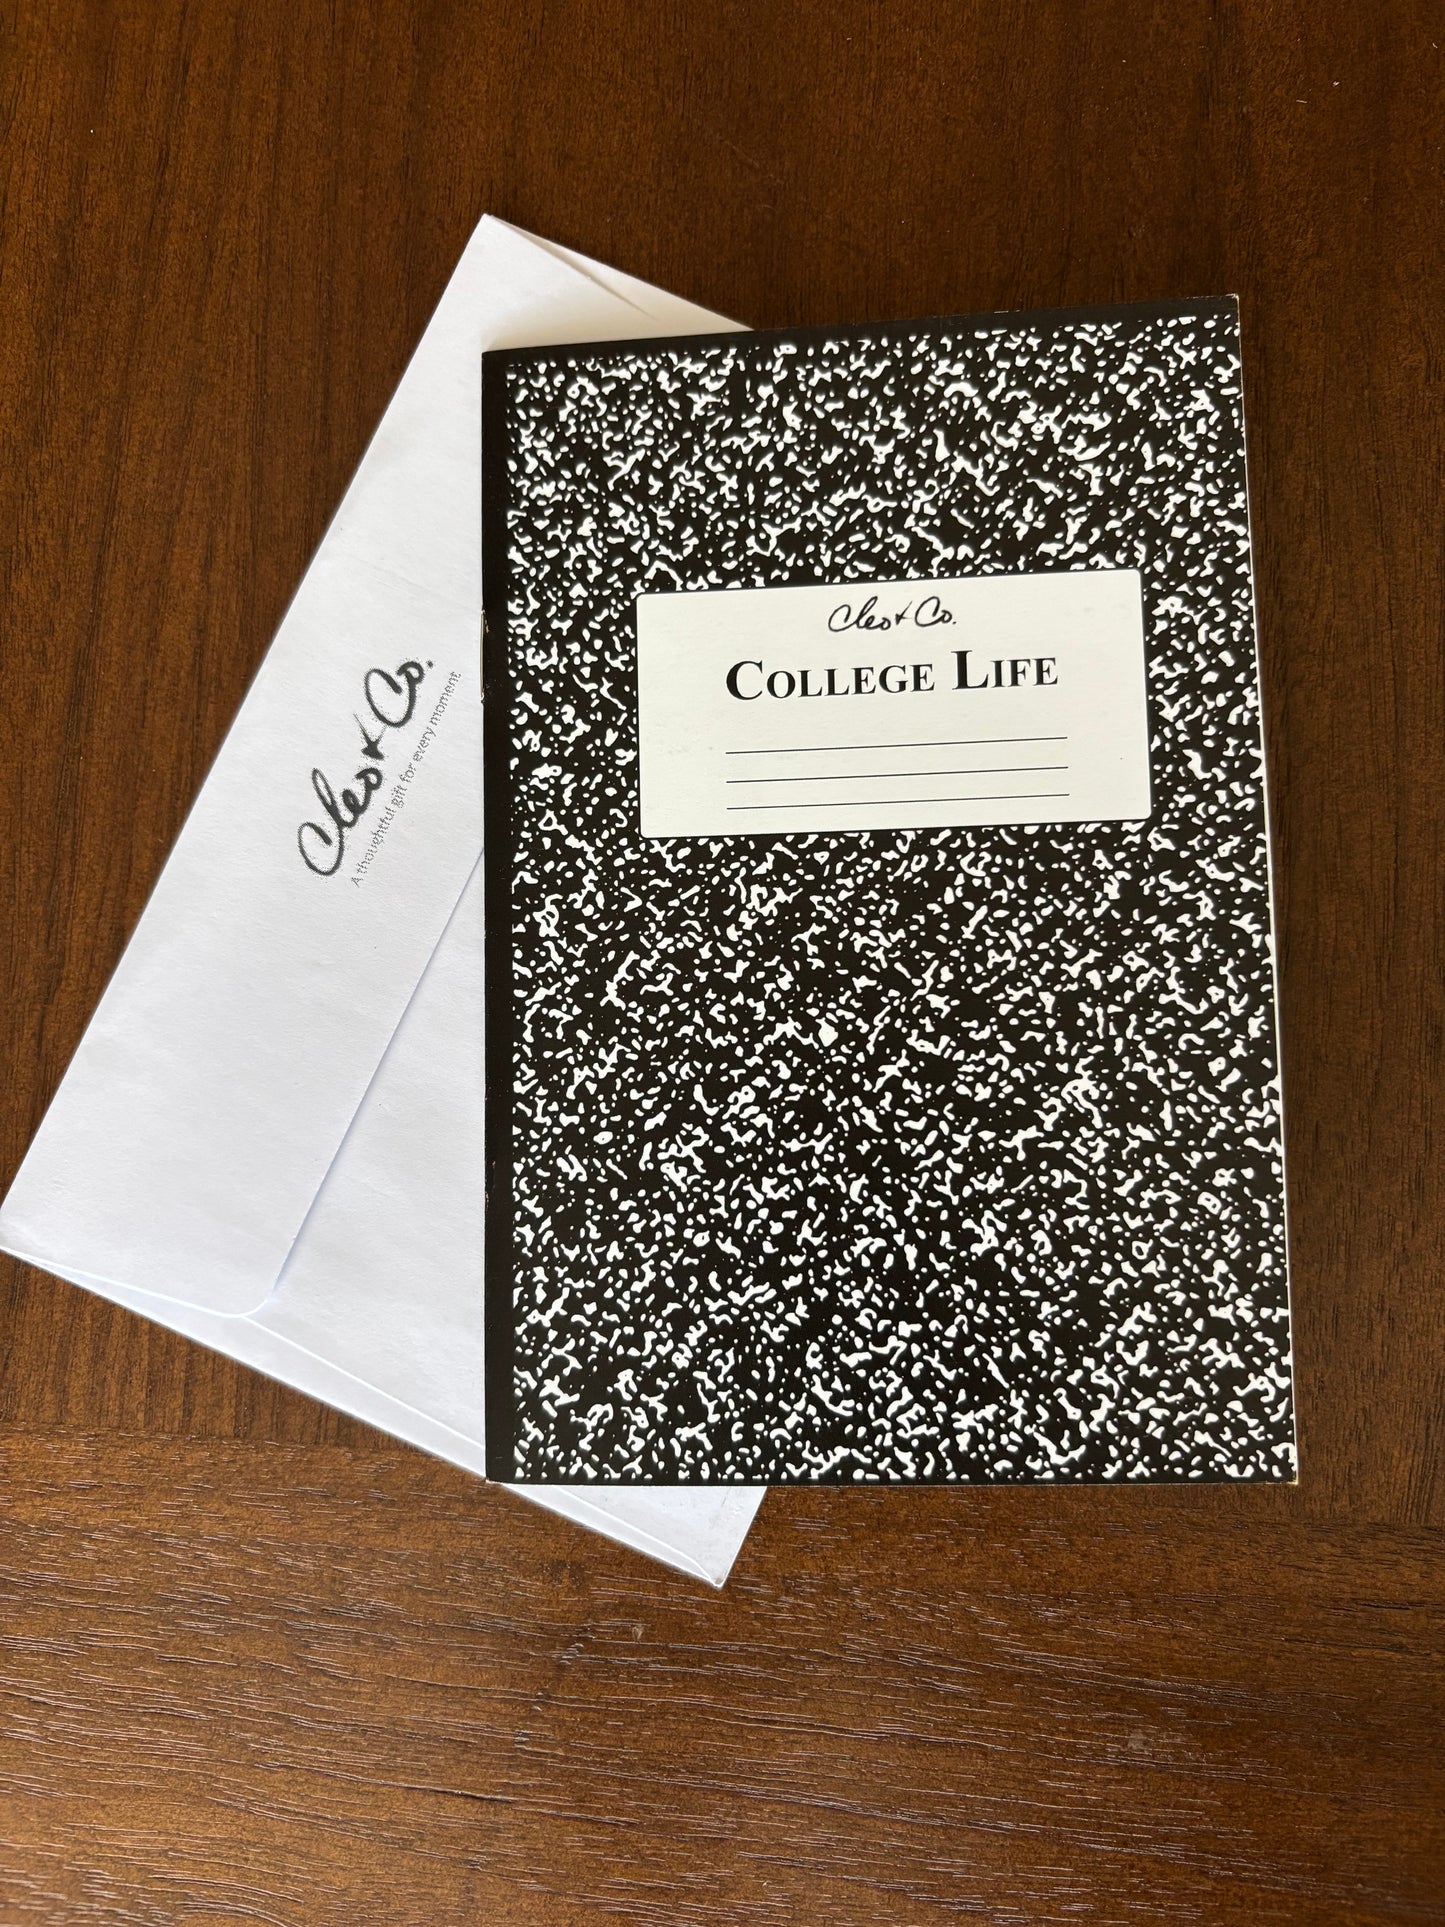 Cleo & Co.
A thoughtful gift for every moment
Cleo & Co.
College Life